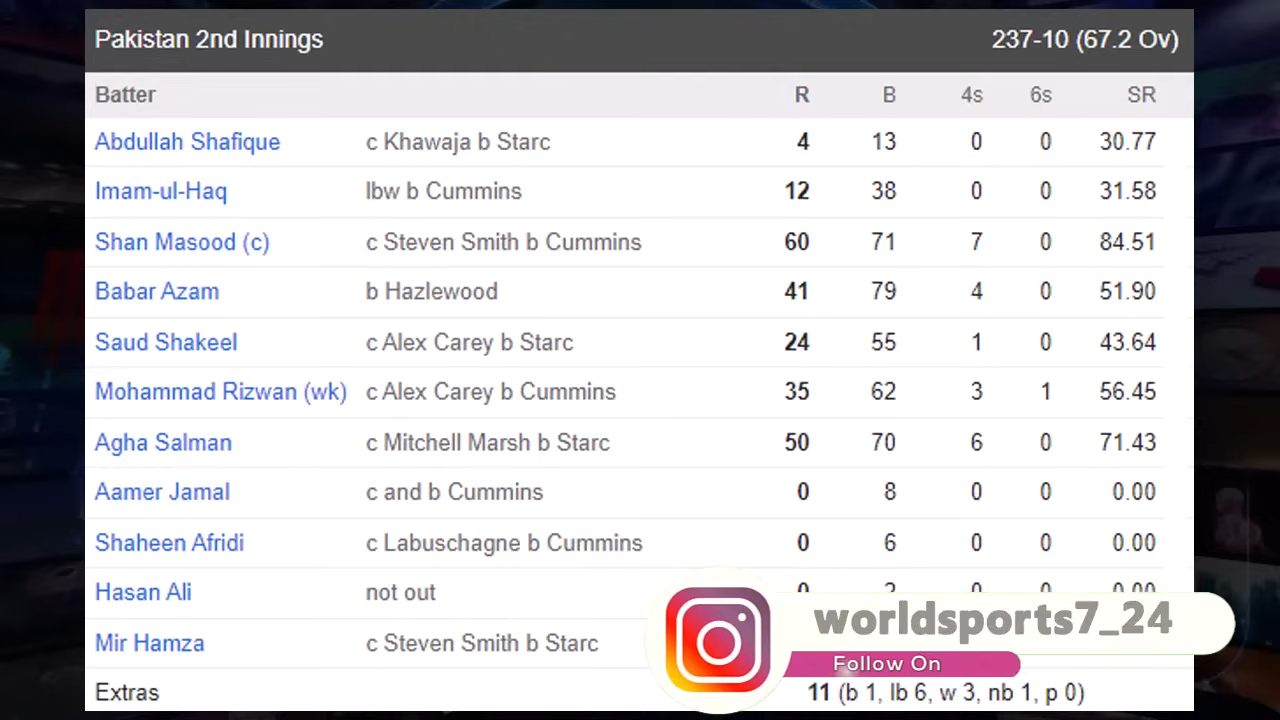 Pakistan 2nd Innings 237-10 (67.2 Ov)
Batter R B 4s 6s SR
Abdullah Shafique c Khawaja b Starc 4 13 0 0 30.77
Imam-ul-Haq lbw b Cummins 12 38 0 0 31.58
Shan Masood (c) c Steven Smith b Cummins 60 71 7 0 84.51
Babar Azam b Hazlewood 41 79 4 0 51.90
Saud Shakeel c Alex Carey b Starc 24 55 1 0 43.64
Mohammad Rizwan (wk) c Alex Carey b Cummins 35 62 3 1 56.45
Agha Salman c Mitchell Marsh b Starc 50 70 6 0 71.43
Aamer Jamal c and b Cummins 0 8 0 0 0.00
Shaheen Afridi c Labuschagne b Cummins 0 6 0 0 0.00
Hasan Ali not out
worldsports7_24
Mir Hamza c Steven Smith b Starc
Follow On
Extras 11 (b 1, lb 6, w 3, nb 1, p 0)